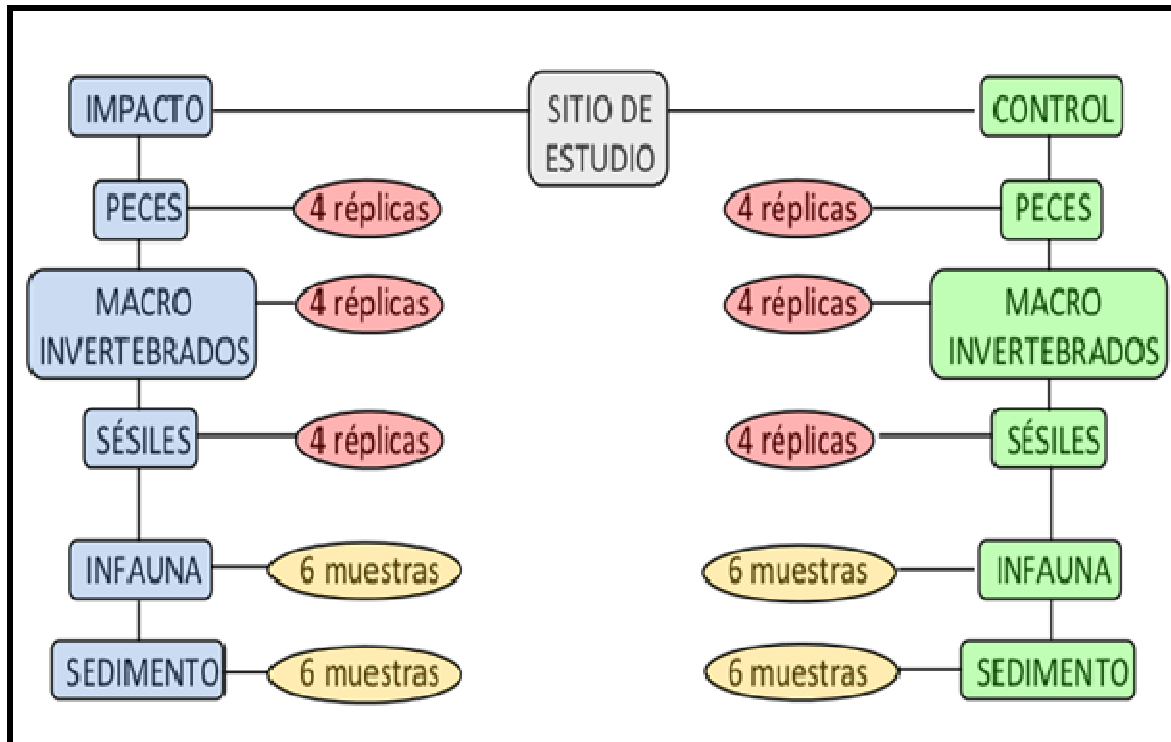 IMPACTO
SITIO DE
ESTUDIO
CONTROL
PECES
4 réplicas
4 réplicas
PECES
MACRO
INVERTEBRADOS
4 réplicas
4 réplicas
MACRO
INVERTEBRADOS
SÉSILES
4 réplicas
4 réplicas
SÉSILES
INFAUNA
6 muestras
6 muestras
INFAUNA
SEDIMENTO
6 muestras
6 muestras
SEDIMENTO